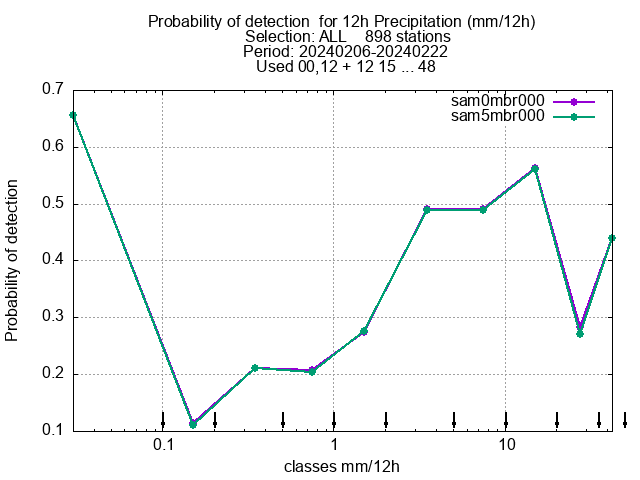 Probability of detection  for 12h Precipitation (mm/12h)
Selection: ALL    898 stations
Period: 20240206-20240222
Used 00,12 + 12 15 ... 48
sam0mbr000
sam5mbr000
0.7
0.6
0.5
0.4
0.3
0.2
0.1
Probability of detection
0.1 1 10
classes mm/12h